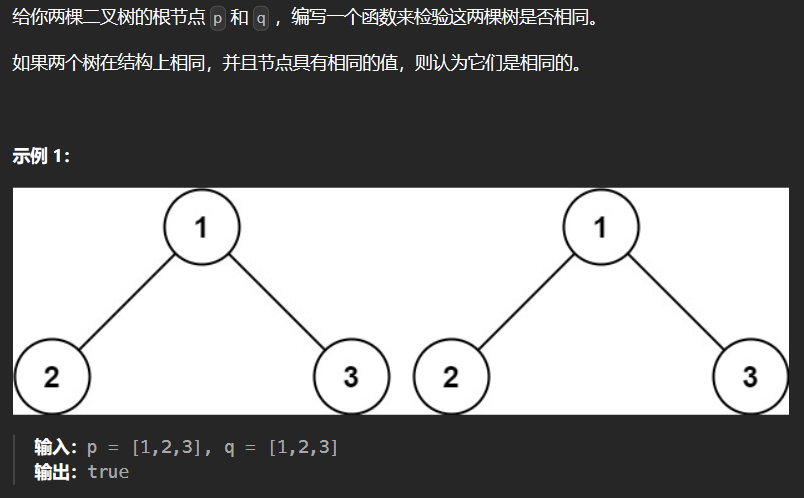 给你两棵二叉树的根节点 p 和 q ，编写一个函数来检验这两棵树是否相同。
如果两个树在结构上相同，并且节点具有相同的值，则认为它们是相同的。
示例 1：
1 1
2 3 2 3
输入：p = [1,2,3], q = [1,2,3]
输出：true